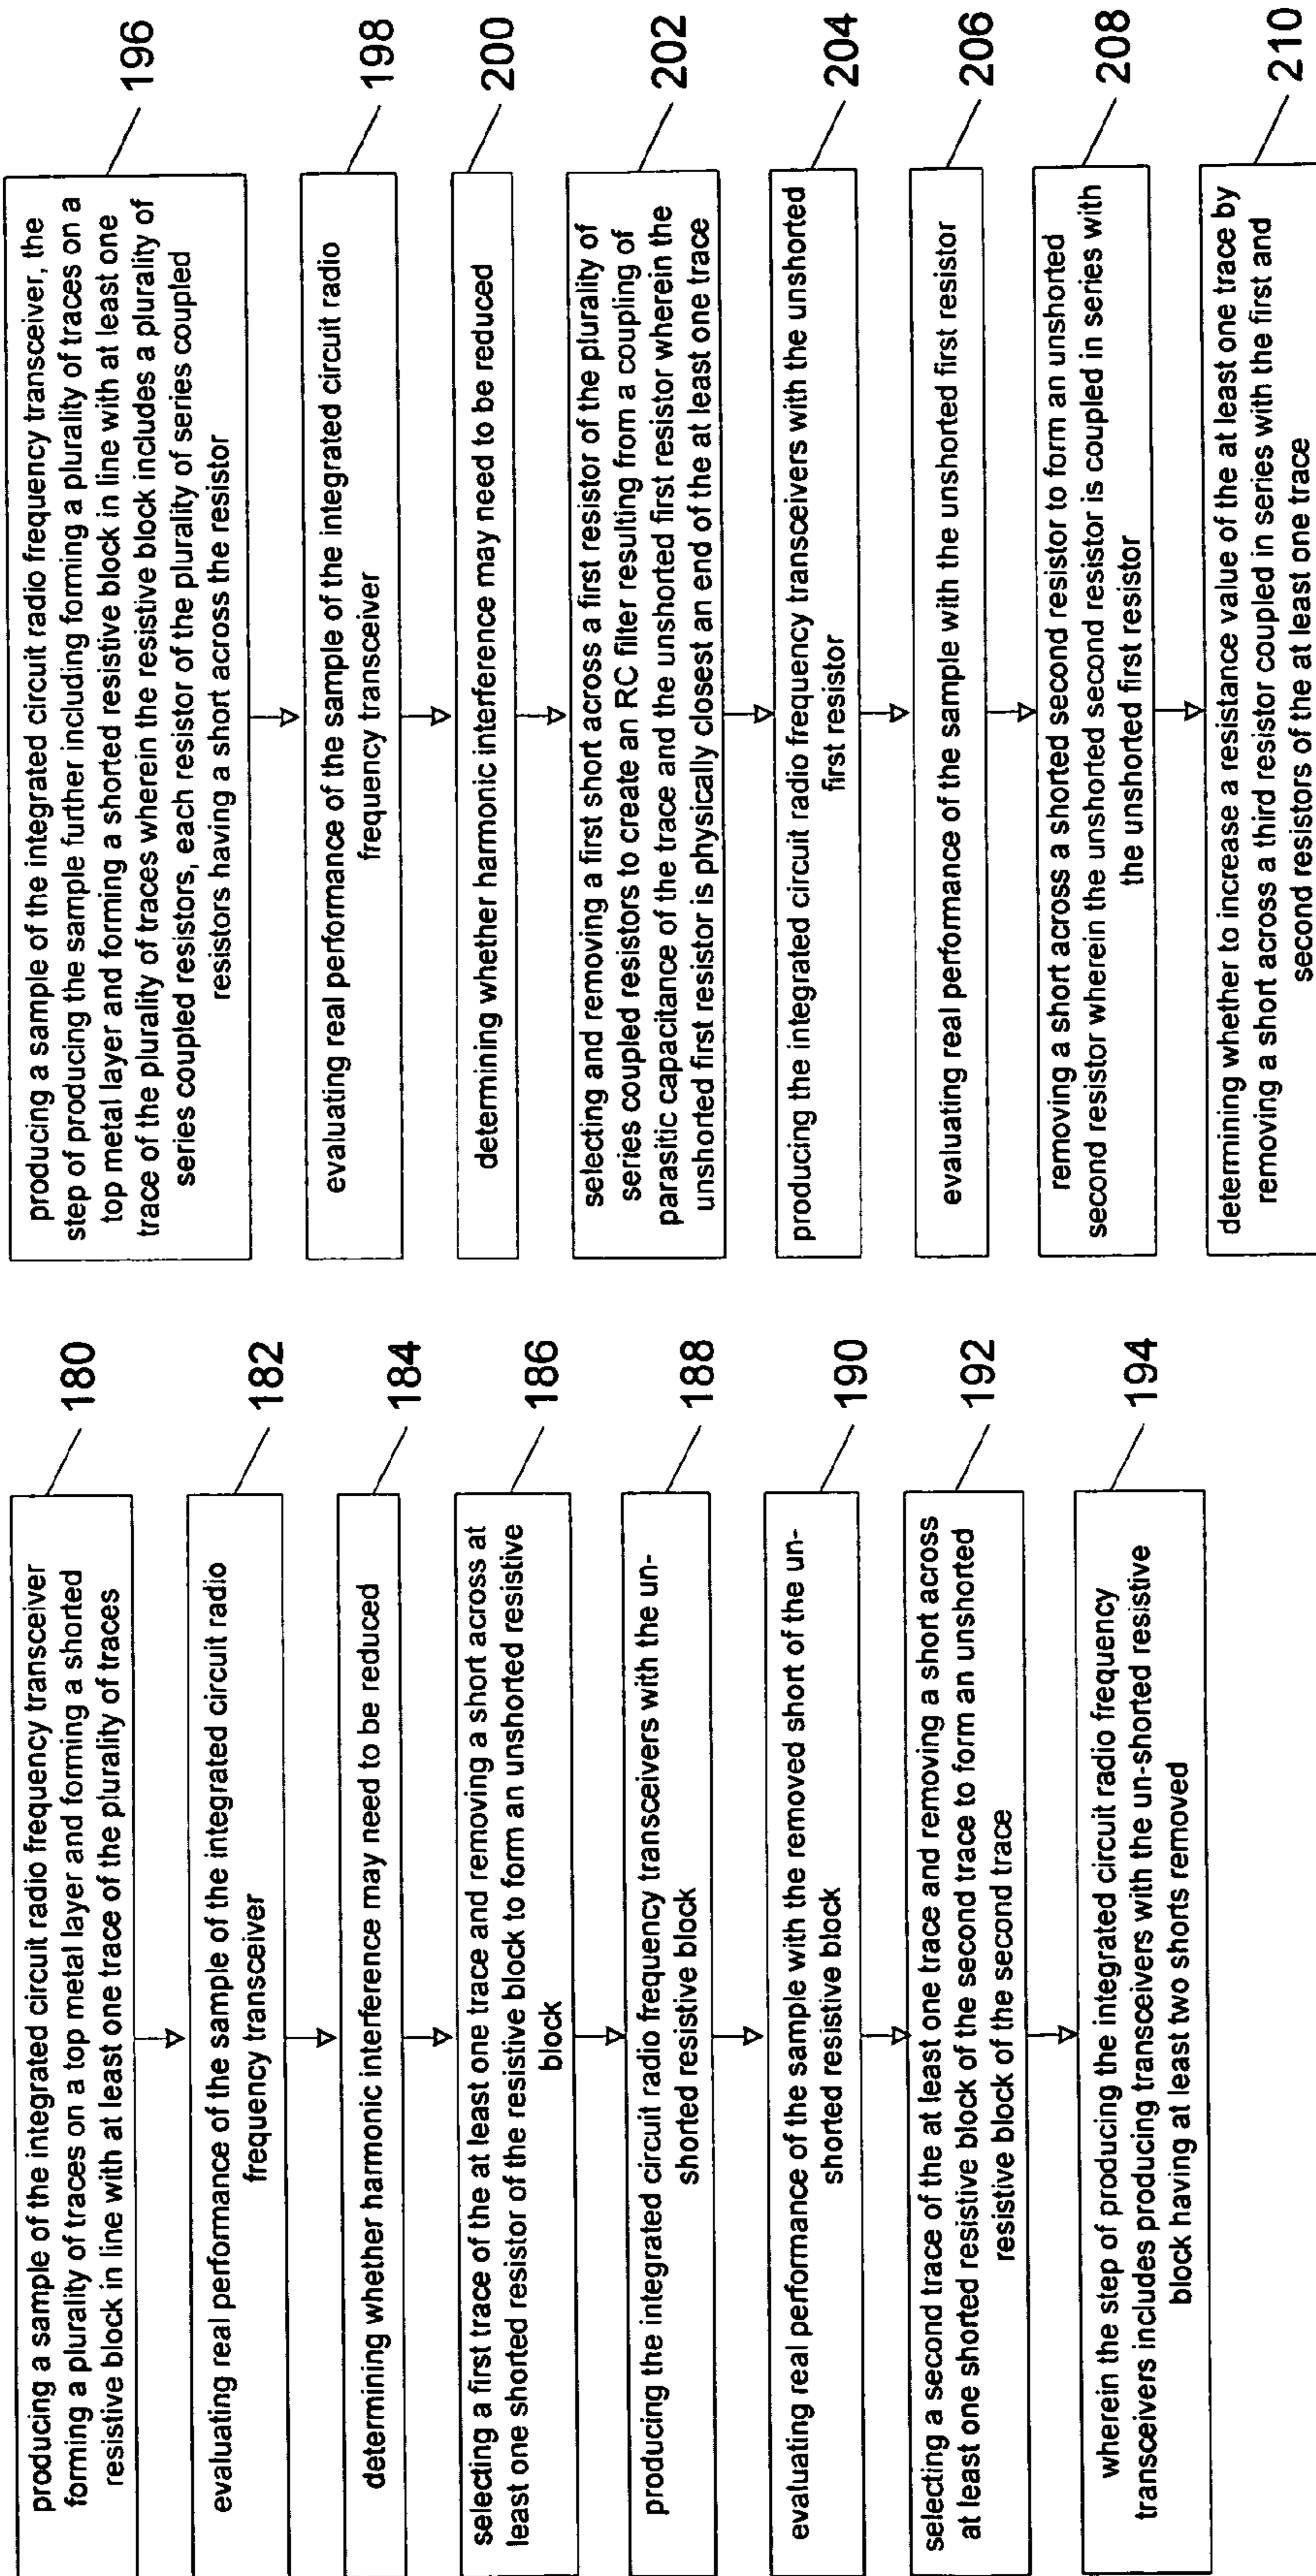 producing a sample of the integrated circuit radio frequency transceiver
forming a plurality of traces on a top metal layer and forming a shorted
resistive block in line with at least one trace of the plurality of traces
180
evaluating real performance of the sample of the integrated circuit radio
frequency transceiver
182
determining whether harmonic interference may need to be reduced
184
selecting a first trace of the at least one trace and removing a short across at
least one shorted resistor of the resistive block to form an unshorted resistive
block
186
producing the integrated circuit radio frequency transceivers with the un-
shorted resistive block
188
evaluating real performance of the sample with the removed short of the un-
shorted resistive block
190
selecting a second trace of the at least one trace and removing a short across
at least one shorted resistive block of the second trace to form an unshorted
resistive block of the second trace
192
wherein the step of producing the integrated circuit radio frequency
transceivers includes producing transceivers with the un-shorted resistive
block having at least two shorts removed
194
producing a sample of the integrated circuit radio frequency transceiver, the
step of producing the sample further including forming a plurality of traces on a
top metal layer and forming a shorted resistive block in line with at least one
trace of the plurality of traces wherein the resistive block includes a plurality of
series coupled resistors, each resistor of the plurality of series coupled
resistors having a short across the resistor
196
evaluating real performance of the sample of the integrated circuit radio
frequency transceiver
198
determining whether harmonic interference may need to be reduced
200
selecting and removing a first short across a first resistor of the plurality of
series coupled resistors to create an RC filter resulting from a coupling of
parasitic capacitance of the trace and the unshorted first resistor wherein the
unshorted first resistor is physically closest an end of the at least one trace
202
producing the integrated circuit radio frequency transceivers with the unshorted
first resistor
204
evaluating real performance of the sample with the unshorted first resistor
206
removing a short across a shorted second resistor to form an unshorted
second resistor wherein the unshorted second resistor is coupled in series with
the unshorted first resistor
208
determining whether to increase a resistance value of the at least one trace by
removing a short across a third resistor coupled in series with the first and
second resistors of the at least one trace
210